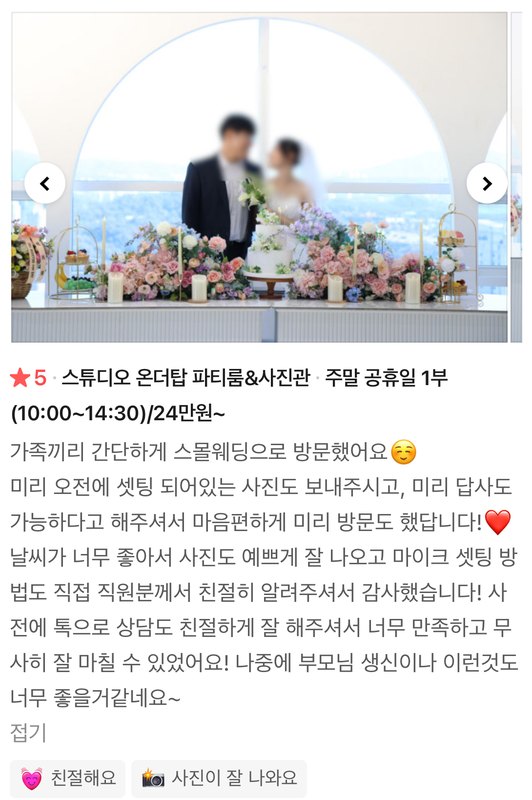 ★ 5 · 스튜디오 온더탑 파티룸&사진관 · 주말 공휴일 1부
(10:00~14:30)/24만원~
가족끼리 간단하게 스몰웨딩으로 방문했어요☺️
미리 오전에 셋팅 되어있는 사진도 보내주시고, 미리 답사도
가능하다고 해주셔서 마음편하게 미리 방문도 했답니다!❤️
날씨가 너무 좋아서 사진도 예쁘게 잘 나오고 마이크 셋팅 방
법도 직접 직원분께서 친절히 알려주셔서 감사했습니다! 사
전에 톡으로 상담도 친절하게 잘 해주셔서 너무 만족하고 무
사히 잘 마칠 수 있었어요! 나중에 부모님 생신이나 이런것도
너무 좋을거같네요~
접기
💓 친절해요
📸 사진이 잘 나와요